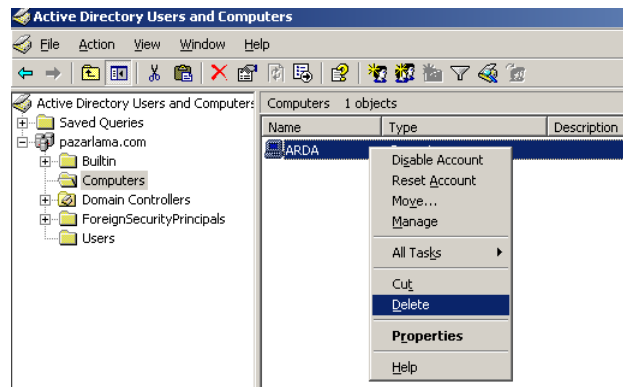 Active Directory Users and Computers
File Action View Window Help
Active Directory Users and Computers
Saved Queries
pazarlama.com
Builtin
Computers
Domain Controllers
ForeignSecurityPrincipals
Users
Computers 1 objects
Name Type Description
ARDA
Disable Account
Reset Account
Move...
Manage
All Tasks
Cut
Delete
Properties
Help